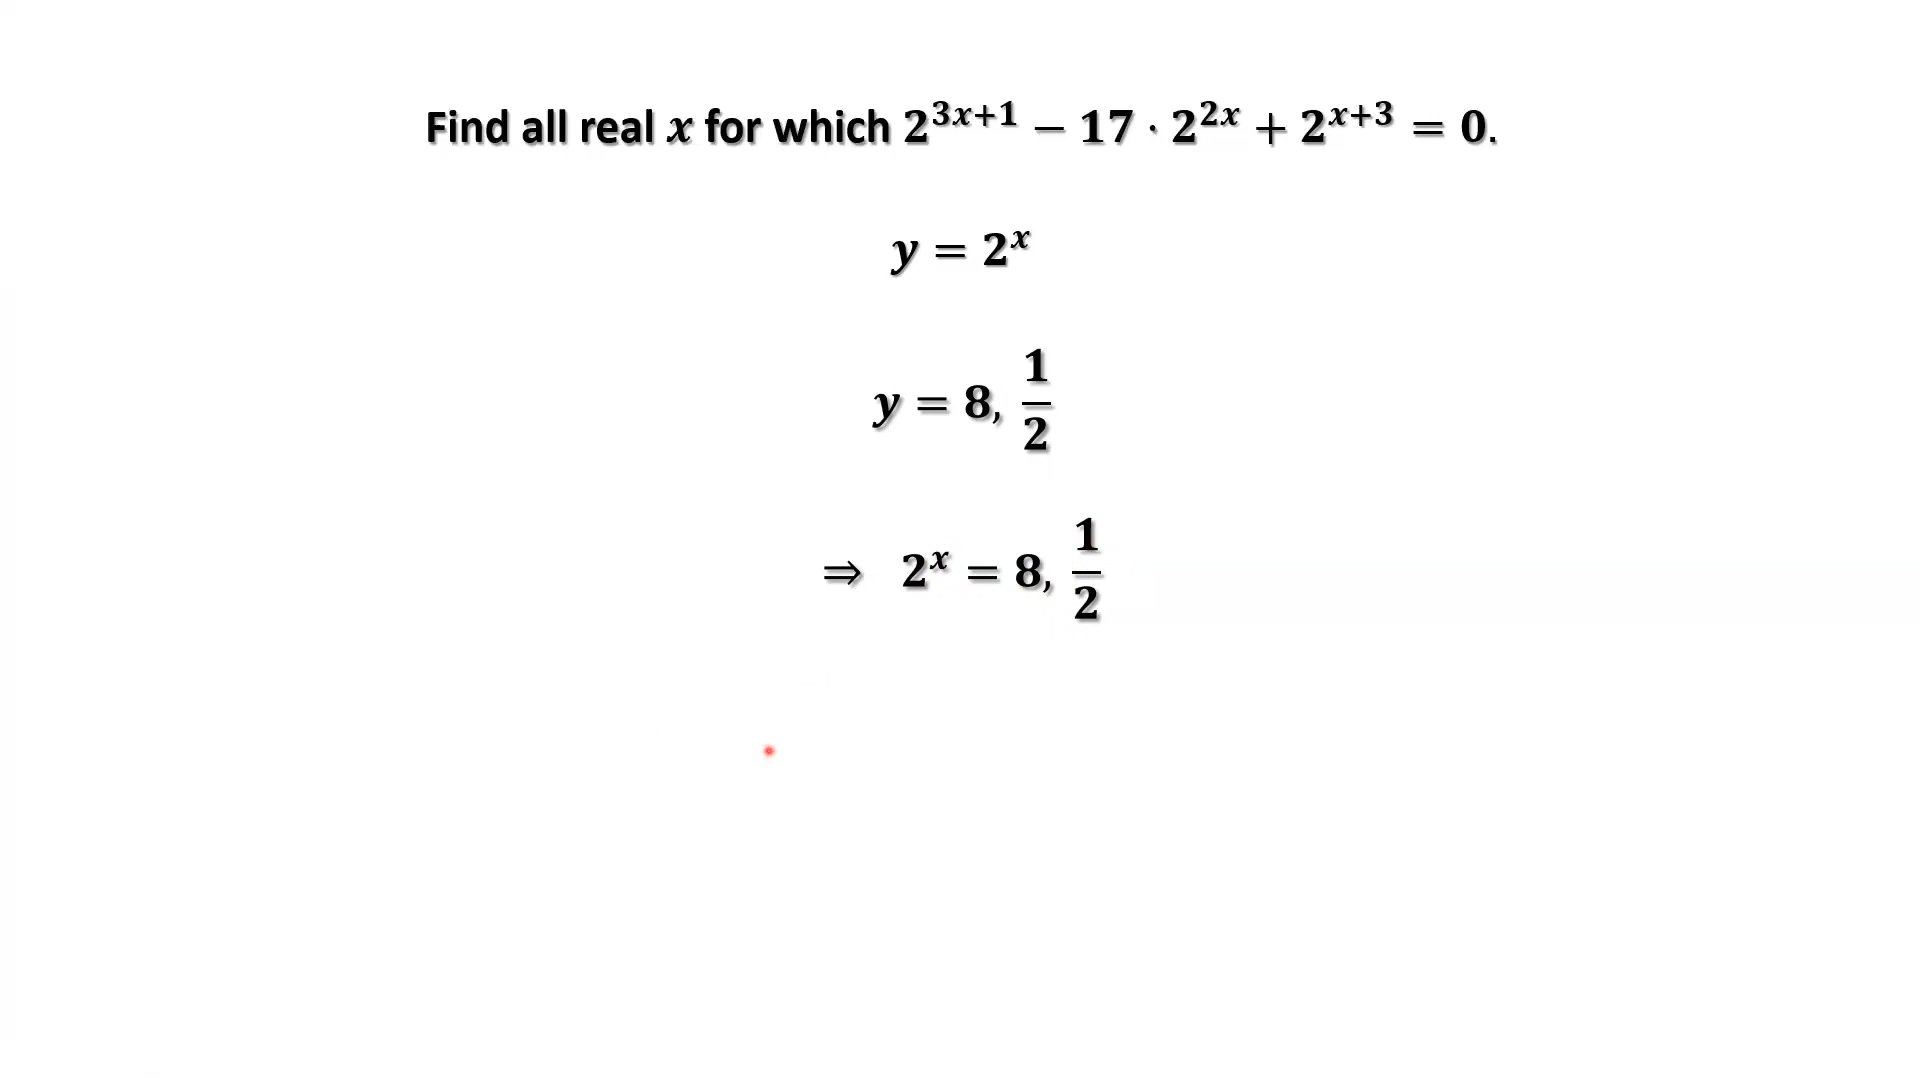 Find all real x for which 2^{3x+1} − 17 · 2^{2x} + 2^{x+3} = 0.
y = 2^x
y = 8, 1/2
⇒ 2^x = 8, 1/2